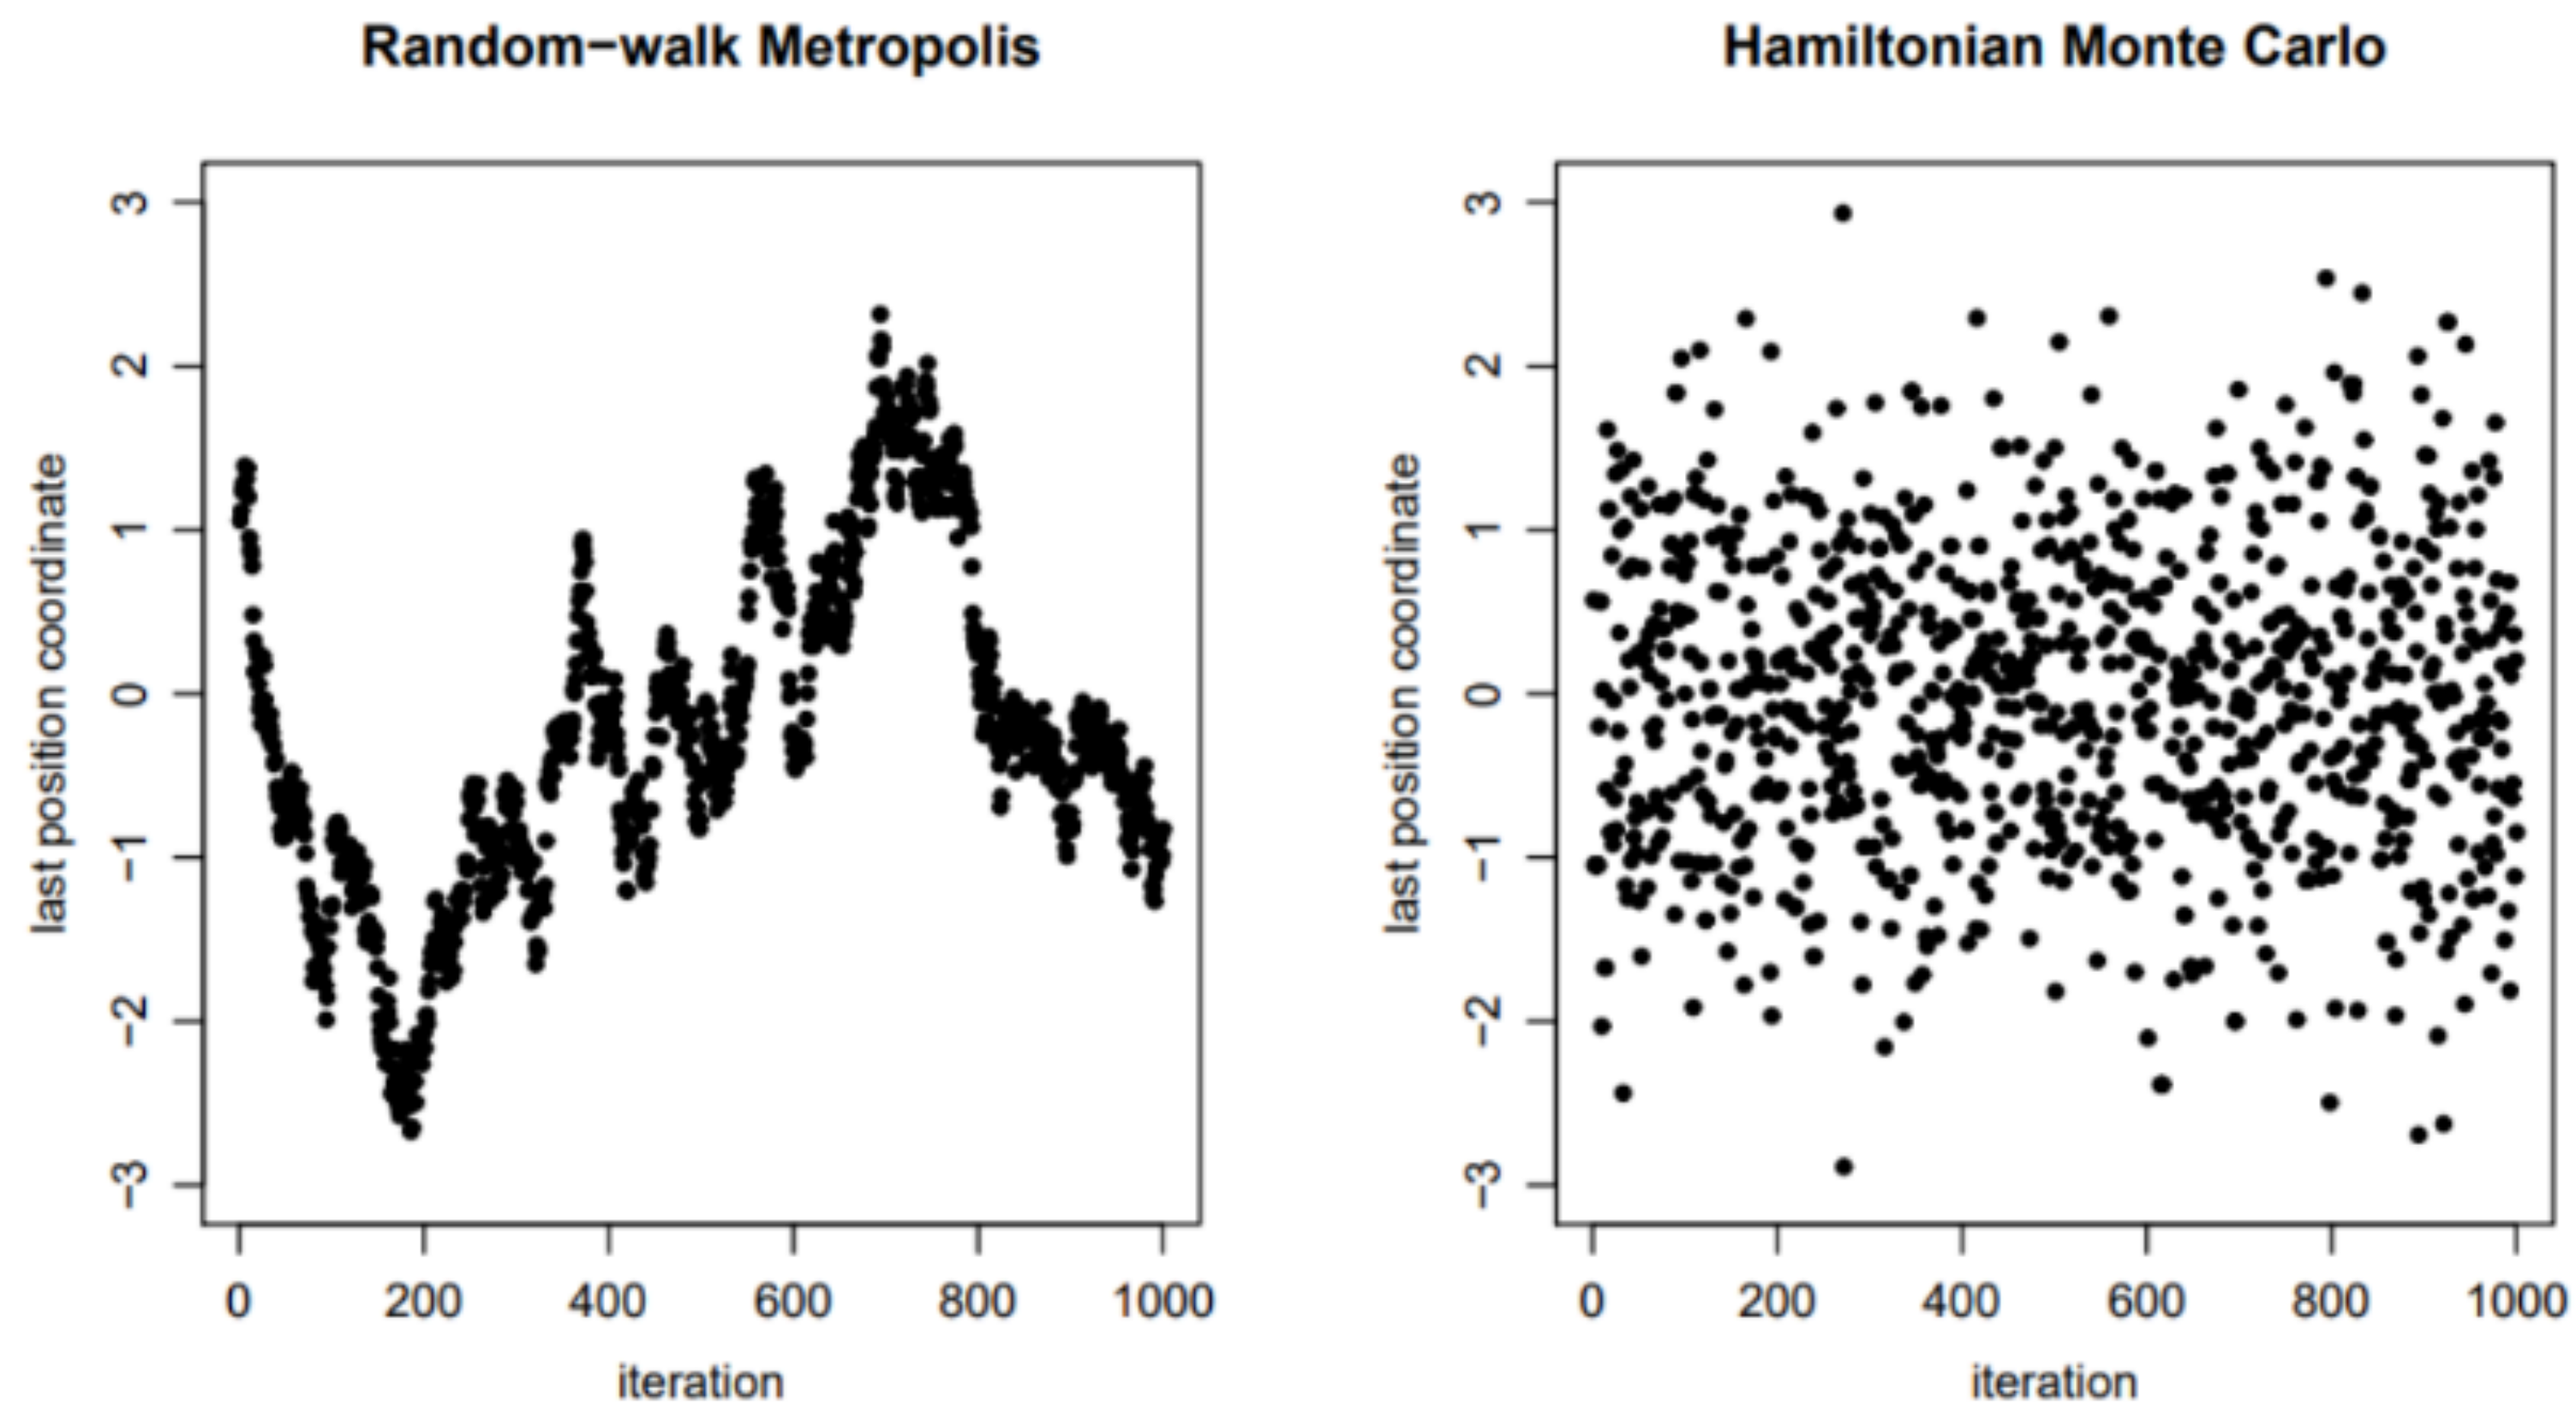 Random−walk Metropolis
3
2
1
0
−1
−2
−3
last position coordinate
0 200 400 600 800 1000
iteration
Hamiltonian Monte Carlo
3
2
1
0
−1
−2
−3
last position coordinate
0 200 400 600 800 1000
iteration